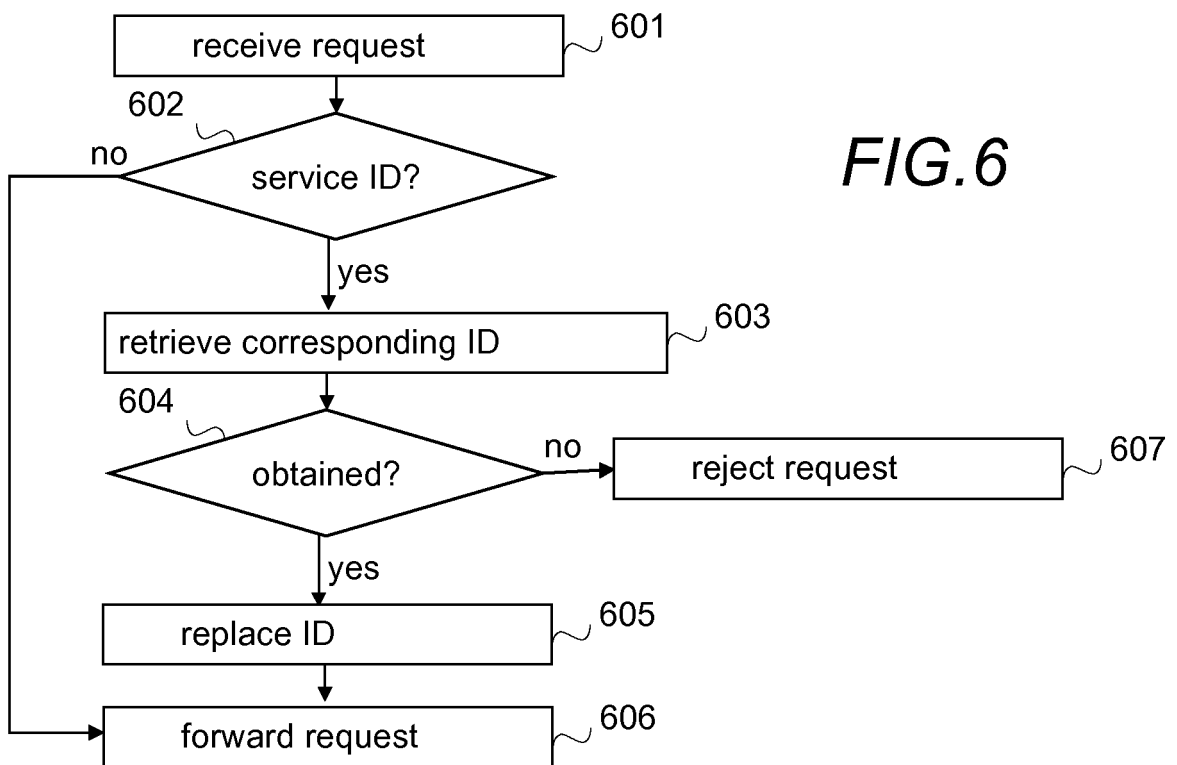 receive request
601
602
FIG.6
no
service ID?
yes
retrieve corresponding ID
603
604
obtained?
no
reject request
607
yes
replace ID
605
forward request
606